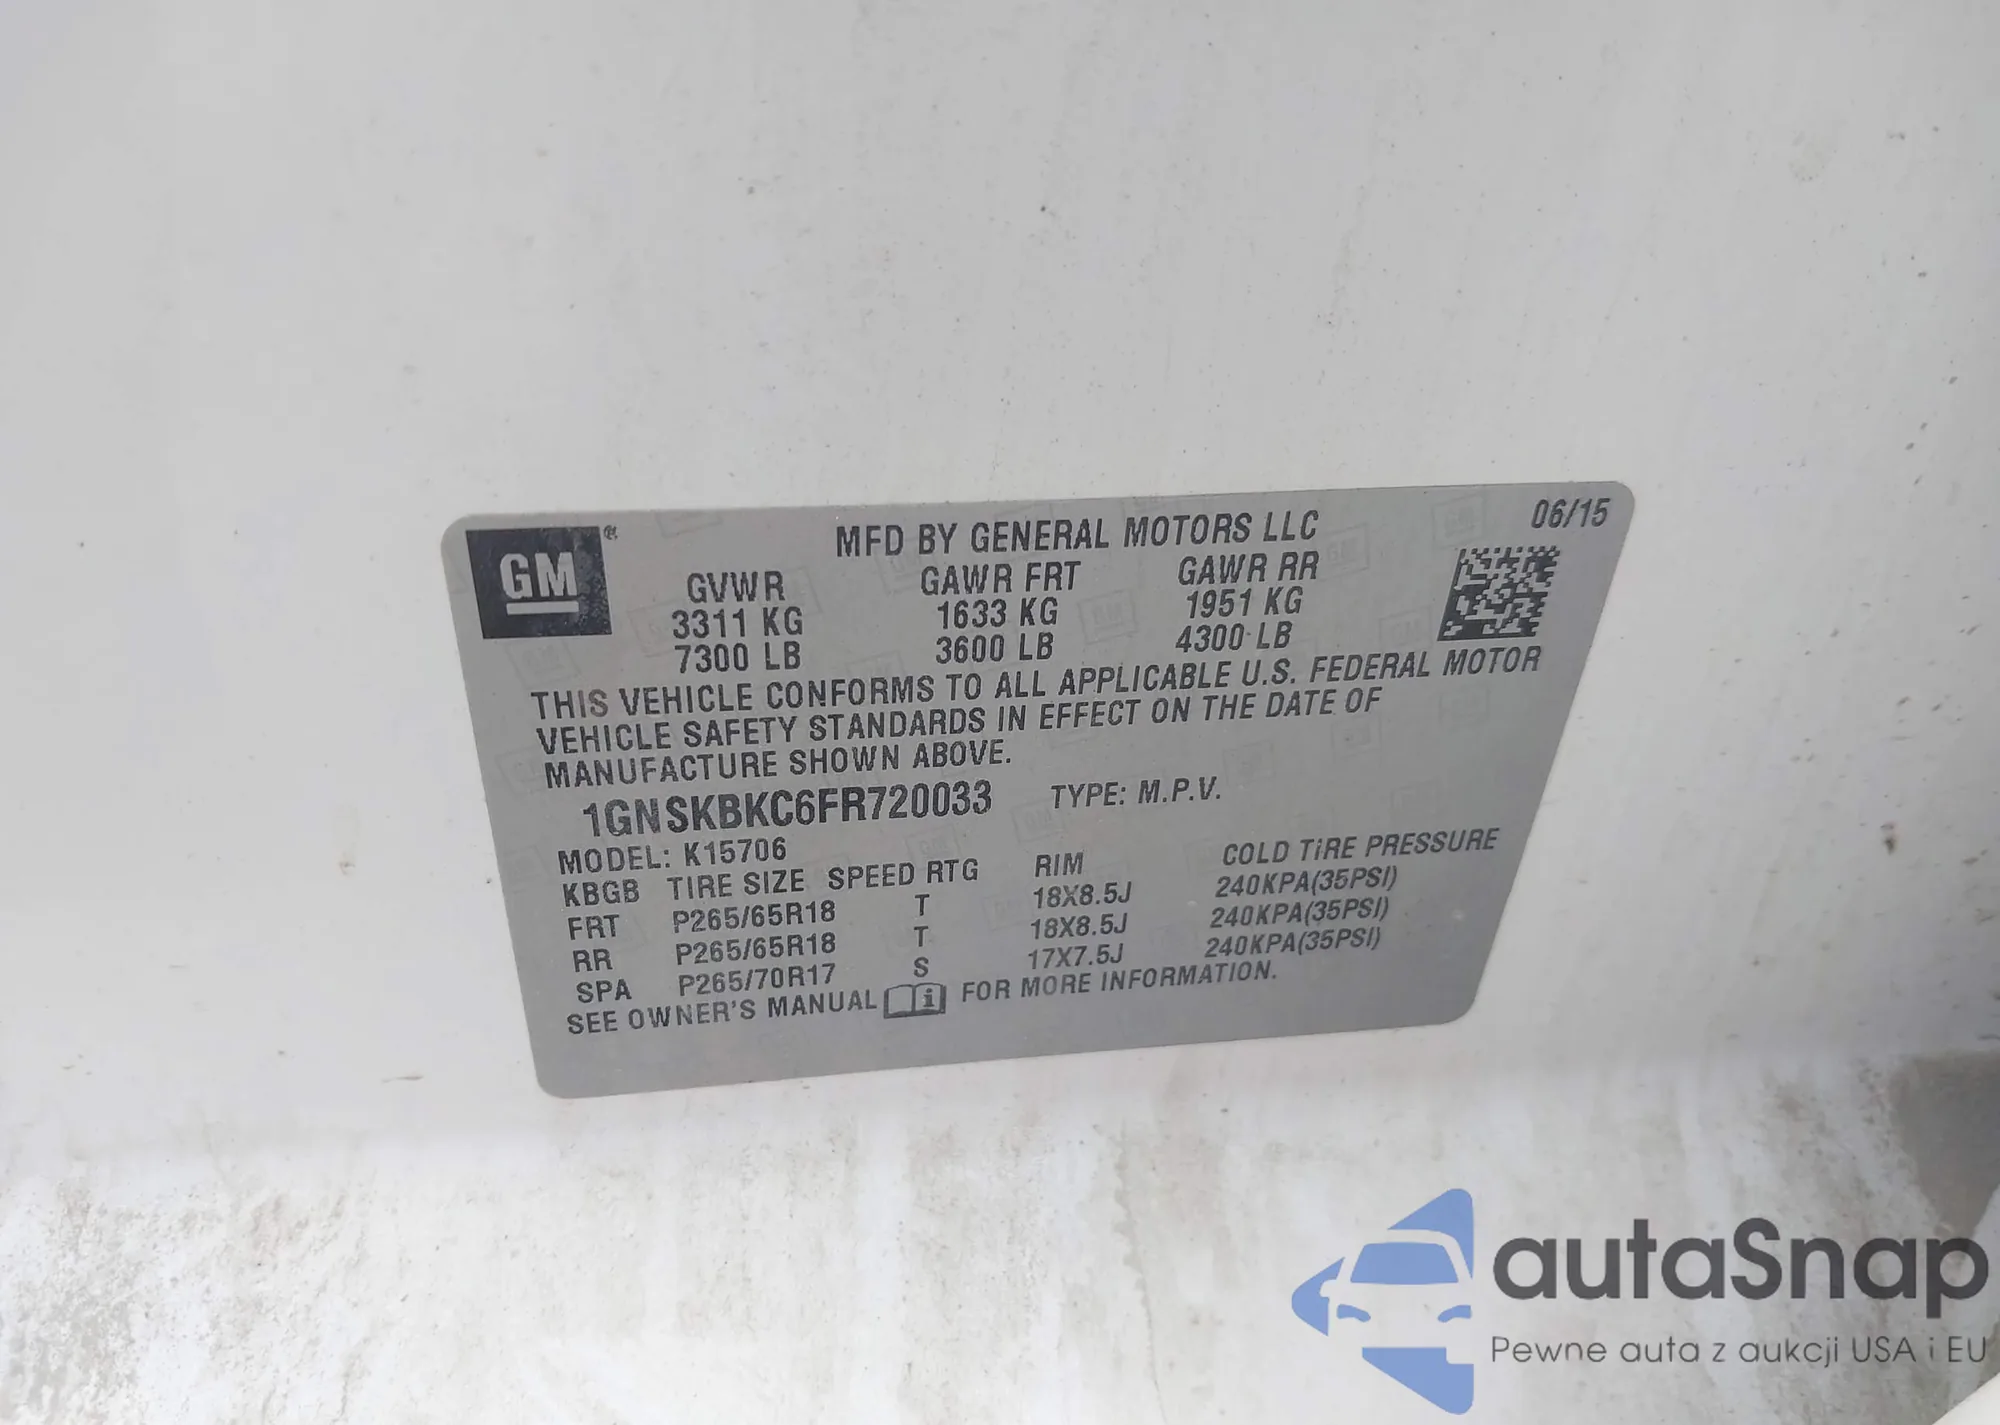 GM
MFD BY GENERAL MOTORS LLC 06/15
GVWR GAWR FRT GAWR RR
3311 KG 1633 KG 1951 KG
7300 LB 3600 LB 4300 LB
THIS VEHICLE CONFORMS TO ALL APPLICABLE U.S. FEDERAL MOTOR
VEHICLE SAFETY STANDARDS IN EFFECT ON THE DATE OF
MANUFACTURE SHOWN ABOVE.
1GNSKBKC6FR720033 TYPE: M.P.V.
MODEL: K15706
KBGB TIRE SIZE SPEED RTG RIM COLD TIRE PRESSURE
FRT P265/65R18 T 18X8.5J 240KPA(35PSI)
RR P265/65R18 T 18X8.5J 240KPA(35PSI)
SPA P265/70R17 S 17X7.5J 240KPA(35PSI)
SEE OWNER'S MANUAL FOR MORE INFORMATION.
autaSnap
Pewne auta z aukcji USA i EU